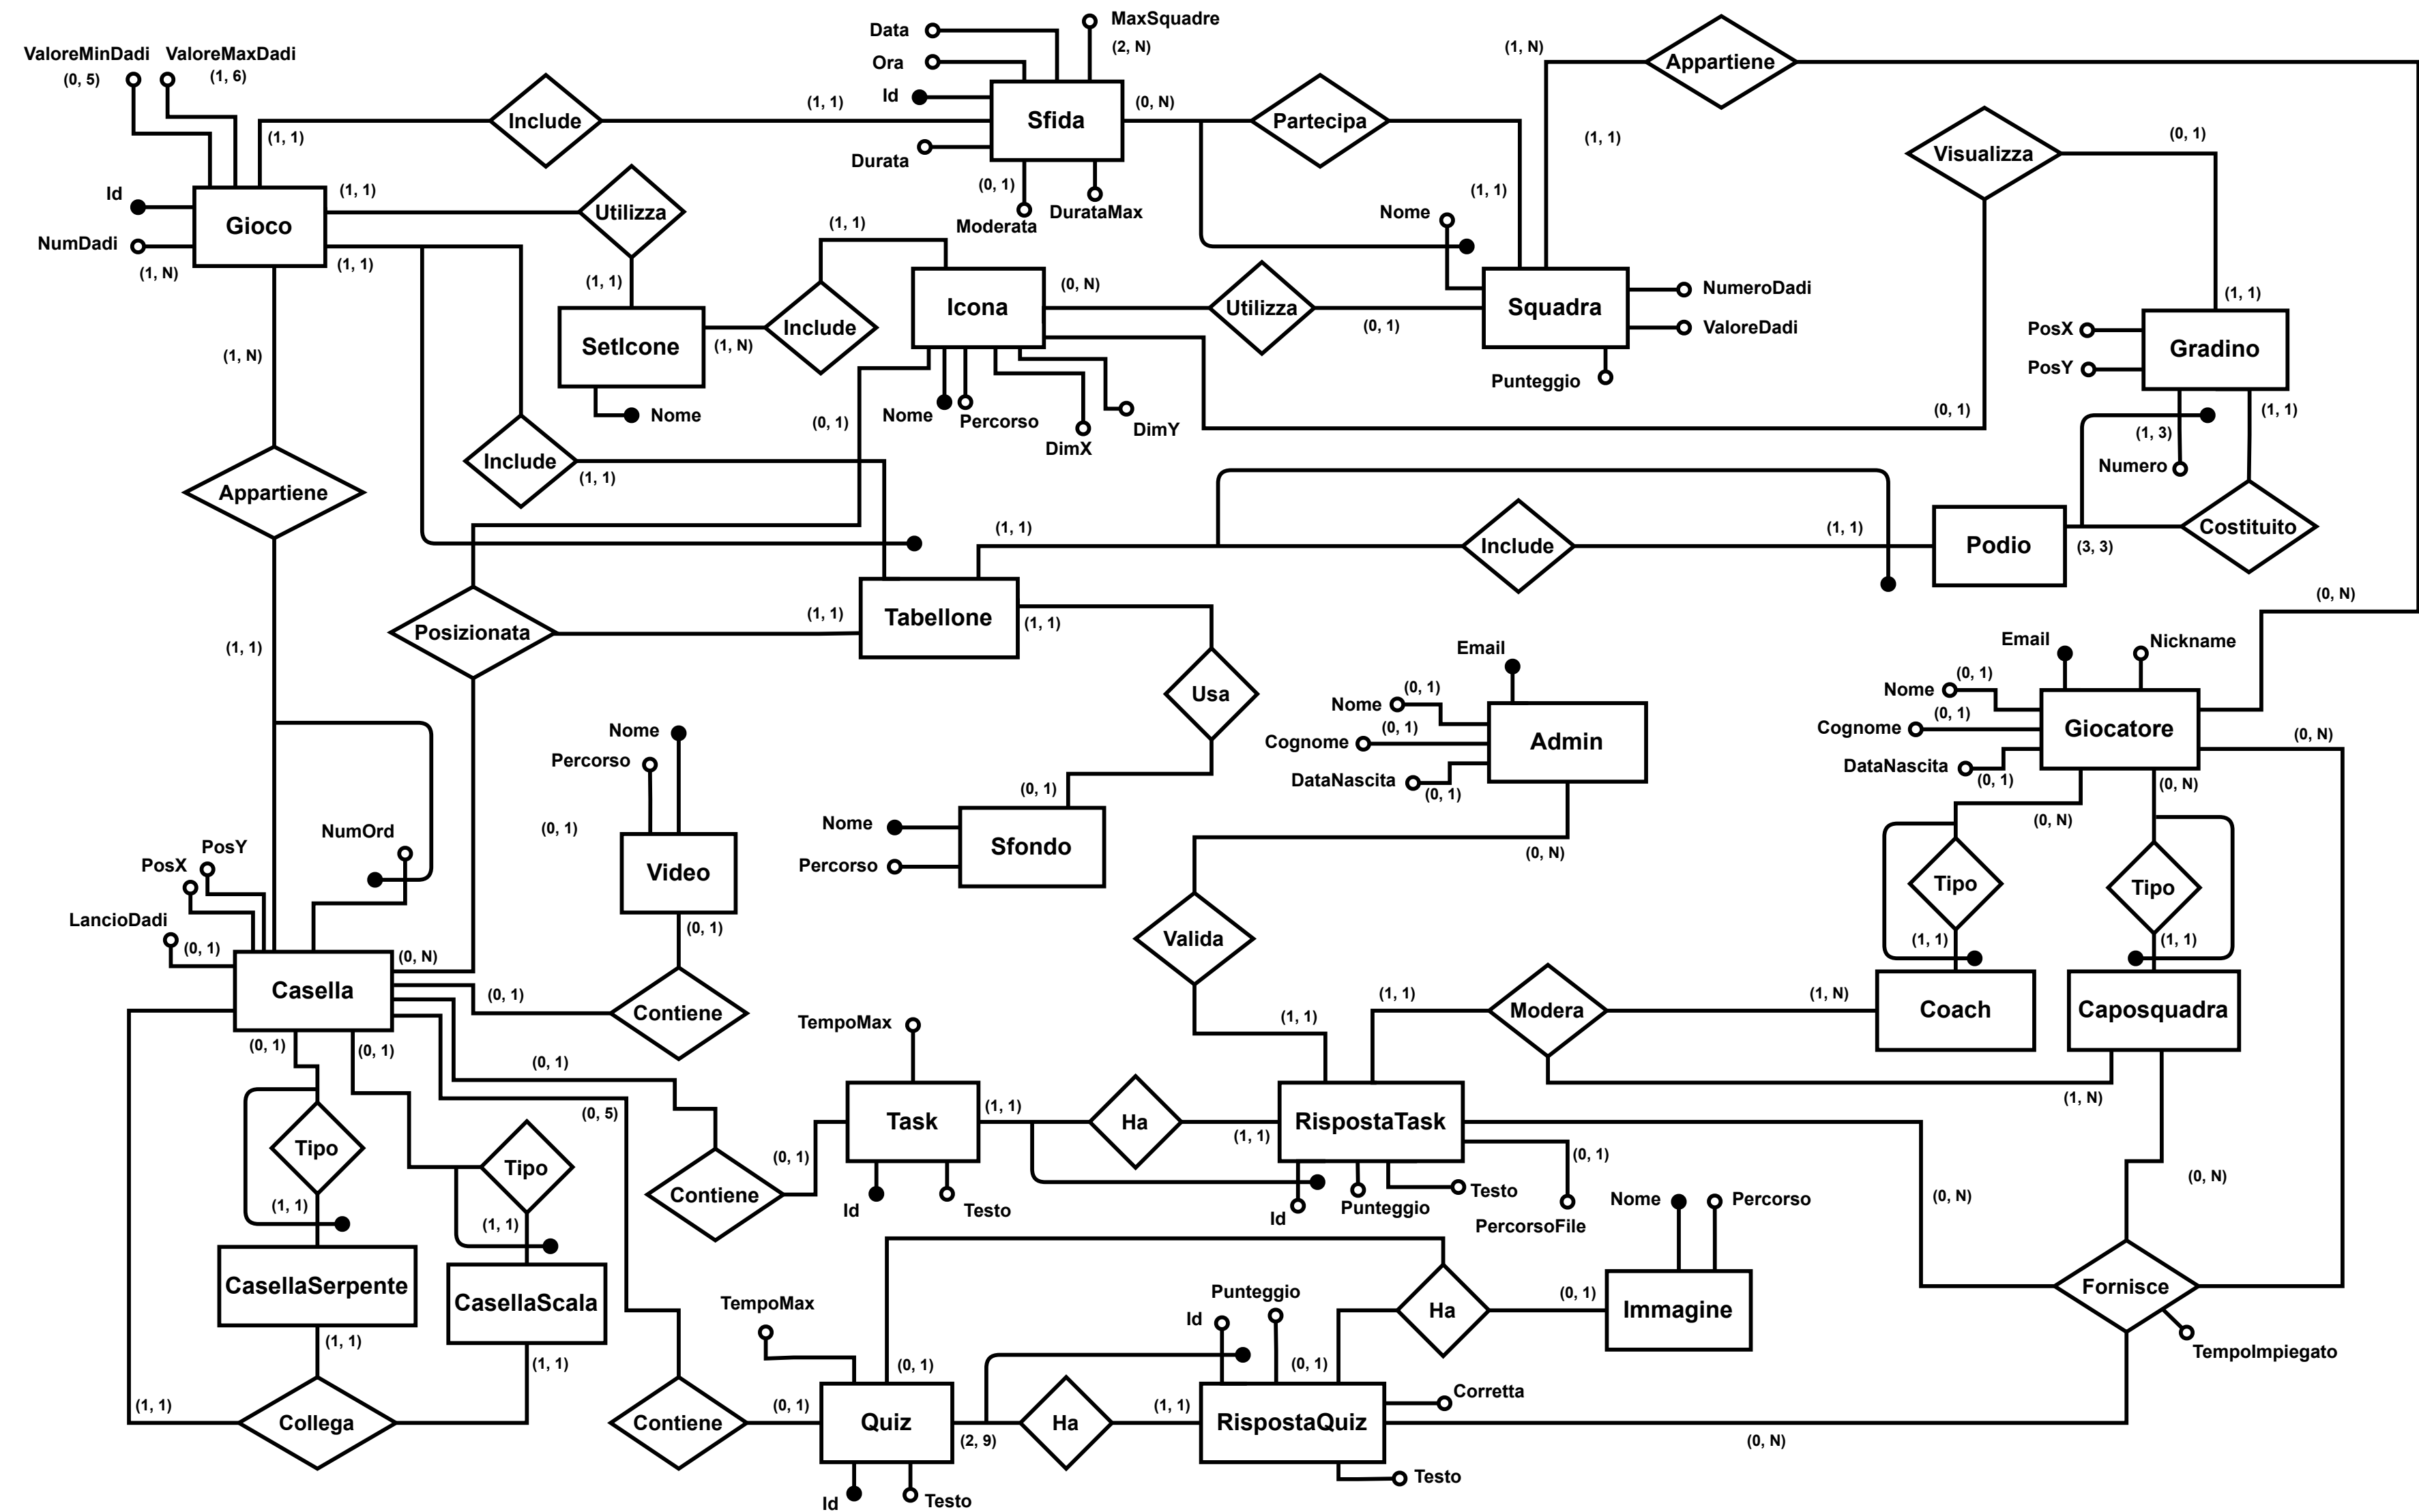 MaxSquadre
Data
(2, N)
(1, N)
Appartiene
ValoreMinDadi
ValoreMaxDadi
Ora
(0, 5)
(1, 6)
Id
(1, 1)
(0, N)
Include
Sfida
Partecipa
(1, 1)
(1, 1)
(0, 1)
Visualizza
Durata
(0, 1)
(1, 1)
(1, 1)
Id
Moderata
DurataMax
Nome
Utilizza
Gioco
NumDadi
(1, N)
(1, 1)
(1, 1)
(1, 1)
(0, N)
NumeroDadi
(1, 1)
Icona
Utilizza
Squadra
Include
(0, 1)
ValoreDadi
PosX
Gradino
SetIcone
(1, N)
(1, N)
PosY
Punteggio
Nome
(0, 1)
Nome
Percorso
DimX
DimY
(0, 1)
(1, 1)
(1, 3)
Numero
Include
(1, 1)
Appartiene
(1, 1)
(1, 1)
Podio
(3, 3)
Costituito
Include
(0, N)
Posizionata
(1, 1)
Tabellone
(1, 1)
(1, 1)
Email
Email
Nickname
Usa
(0, 1)
Nome
(0, 1)
Nome
(0, 1)
Cognome
Admin
(0, 1)
Cognome
Giocatore
(0, N)
Nome
Percorso
DataNascita
(0, 1)
DataNascita
(0, 1)
(0, N)
(0, 1)
(0, 1)
Nome
(0, N)
NumOrd
PosY
PosX
Video
Sfondo
Percorso
(0, N)
Tipo
Tipo
LancioDadi
(0, 1)
(0, 1)
Valida
(1, 1)
(1, 1)
(0, N)
Casella
(0, 1)
Contiene
TempoMax
(1, 1)
(1, 1)
Modera
(1, N)
Coach
Caposquadra
(0, 1)
(0, 1)
(0, 1)
(0, 5)
(1, N)
Task
(1, 1)
Ha
(1, 1)
RispostaTask
Tipo
Tipo
(0, 1)
(0, 1)
Contiene
(0, N)
(0, N)
(1, 1)
(1, 1)
Id
Testo
Id
Punteggio
Testo
PercorsoFile
Nome
Percorso
CasellaSerpente
CasellaScala
TempoMax
Id
Punteggio
Ha
(0, 1)
Immagine
Fornisce
(1, 1)
(1, 1)
(0, 1)
(0, 1)
TempoImpiegato
(1, 1)
Collega
Contiene
(0, 1)
Quiz
(2, 9)
Ha
(1, 1)
RispostaQuiz
Corretta
(0, N)
Testo
Id
Testo